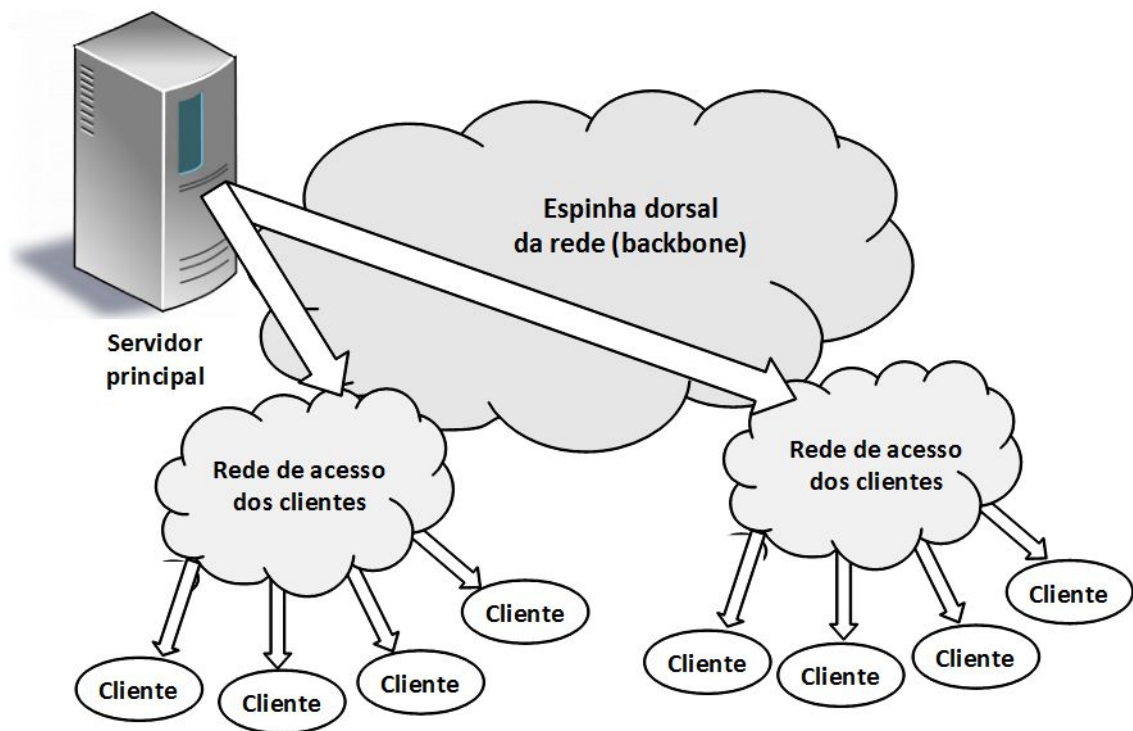 Espinha dorsal
da rede (backbone)
Servidor
principal
Rede de acesso
dos clientes
Rede de acesso
dos clientes
Cliente
Cliente
Cliente
Cliente
Cliente
Cliente
Cliente
Cliente